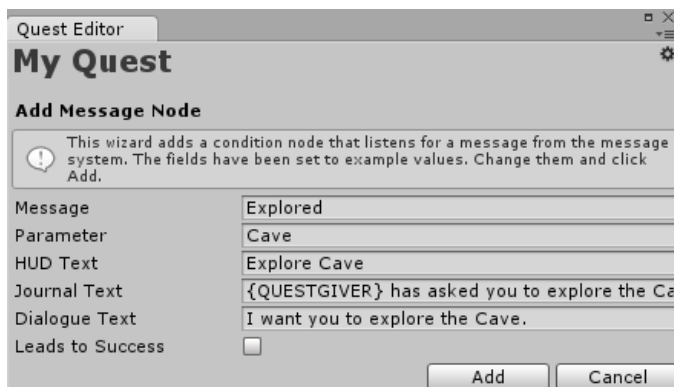 Quest Editor
My Quest
Add Message Node
This wizard adds a condition node that listens for a message from the message
system. The fields have been set to example values. Change them and click
Add.
Message Explored
Parameter Cave
HUD Text Explore Cave
Journal Text {QUESTGIVER} has asked you to explore the Ca
Dialogue Text I want you to explore the Cave.
Leads to Success
Add Cancel